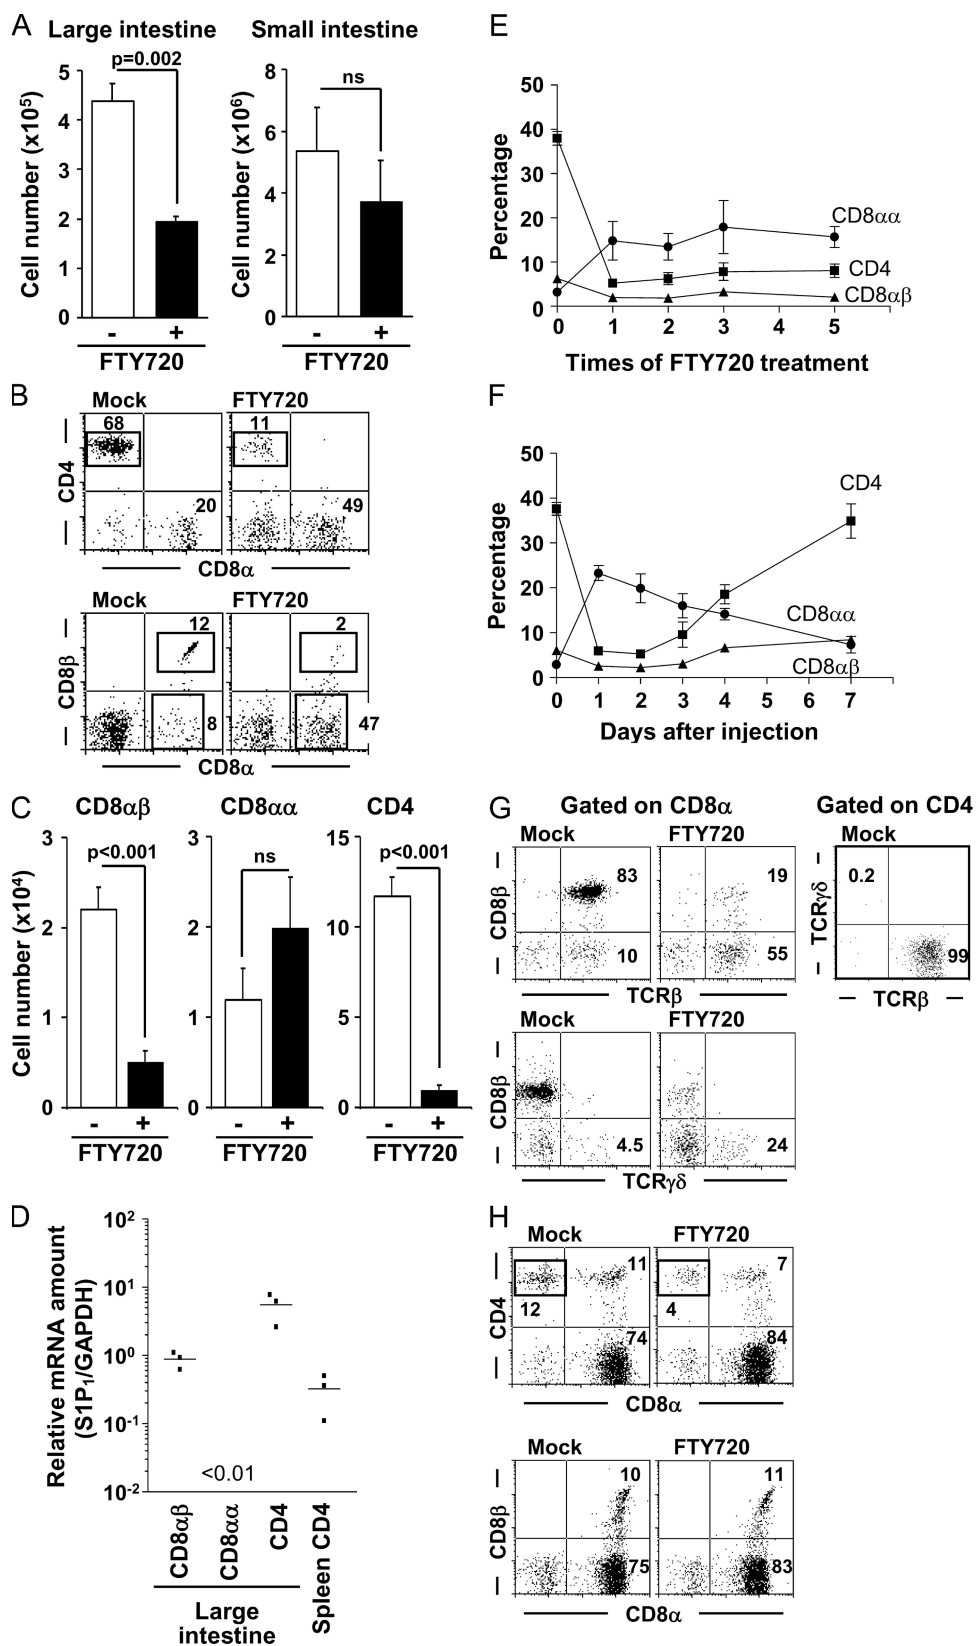 A
Large intestine
Small intestine
p=0.002
ns
Cell number (x10⁵)
5
4
3
2
1
0
Cell number (x10⁶)
8
6
4
2
0
- +
FTY720
- +
FTY720
B
Mock
FTY720
68
11
20
49
CD4
CD8α
Mock
FTY720
12
2
8
47
CD8β
CD8α
C
CD8αβ
CD8αα
CD4
p<0.001
ns
p<0.001
Cell number (x10⁴)
3
2
1
0
3
2
1
0
15
10
5
0
- +
FTY720
- +
FTY720
- +
FTY720
D
Relative mRNA amount
(S1P₁/GAPDH)
10²
10¹
10⁰
10⁻¹
10⁻²
<0.01
CD8αβ
CD8αα
CD4
Spleen CD4
Large
intestine
E
Percentage
50
40
30
20
10
0
CD8αα
CD4
CD8αβ
0 1 2 3 4 5
Times of FTY720 treatment
F
Percentage
50
40
30
20
10
0
CD4
CD8αα
CD8αβ
0 1 2 3 4 5 6 7
Days after injection
G
Gated on CD8α
Gated on CD4
Mock
FTY720
Mock
83
19
10
55
CD8β
TCRβ
0.2
99
TCRγδ
TCRβ
Mock
FTY720
4.5
24
CD8β
TCRγδ
H
Mock
FTY720
11
7
12
4
74
84
CD4
CD8α
Mock
FTY720
10
11
75
83
CD8β
CD8α